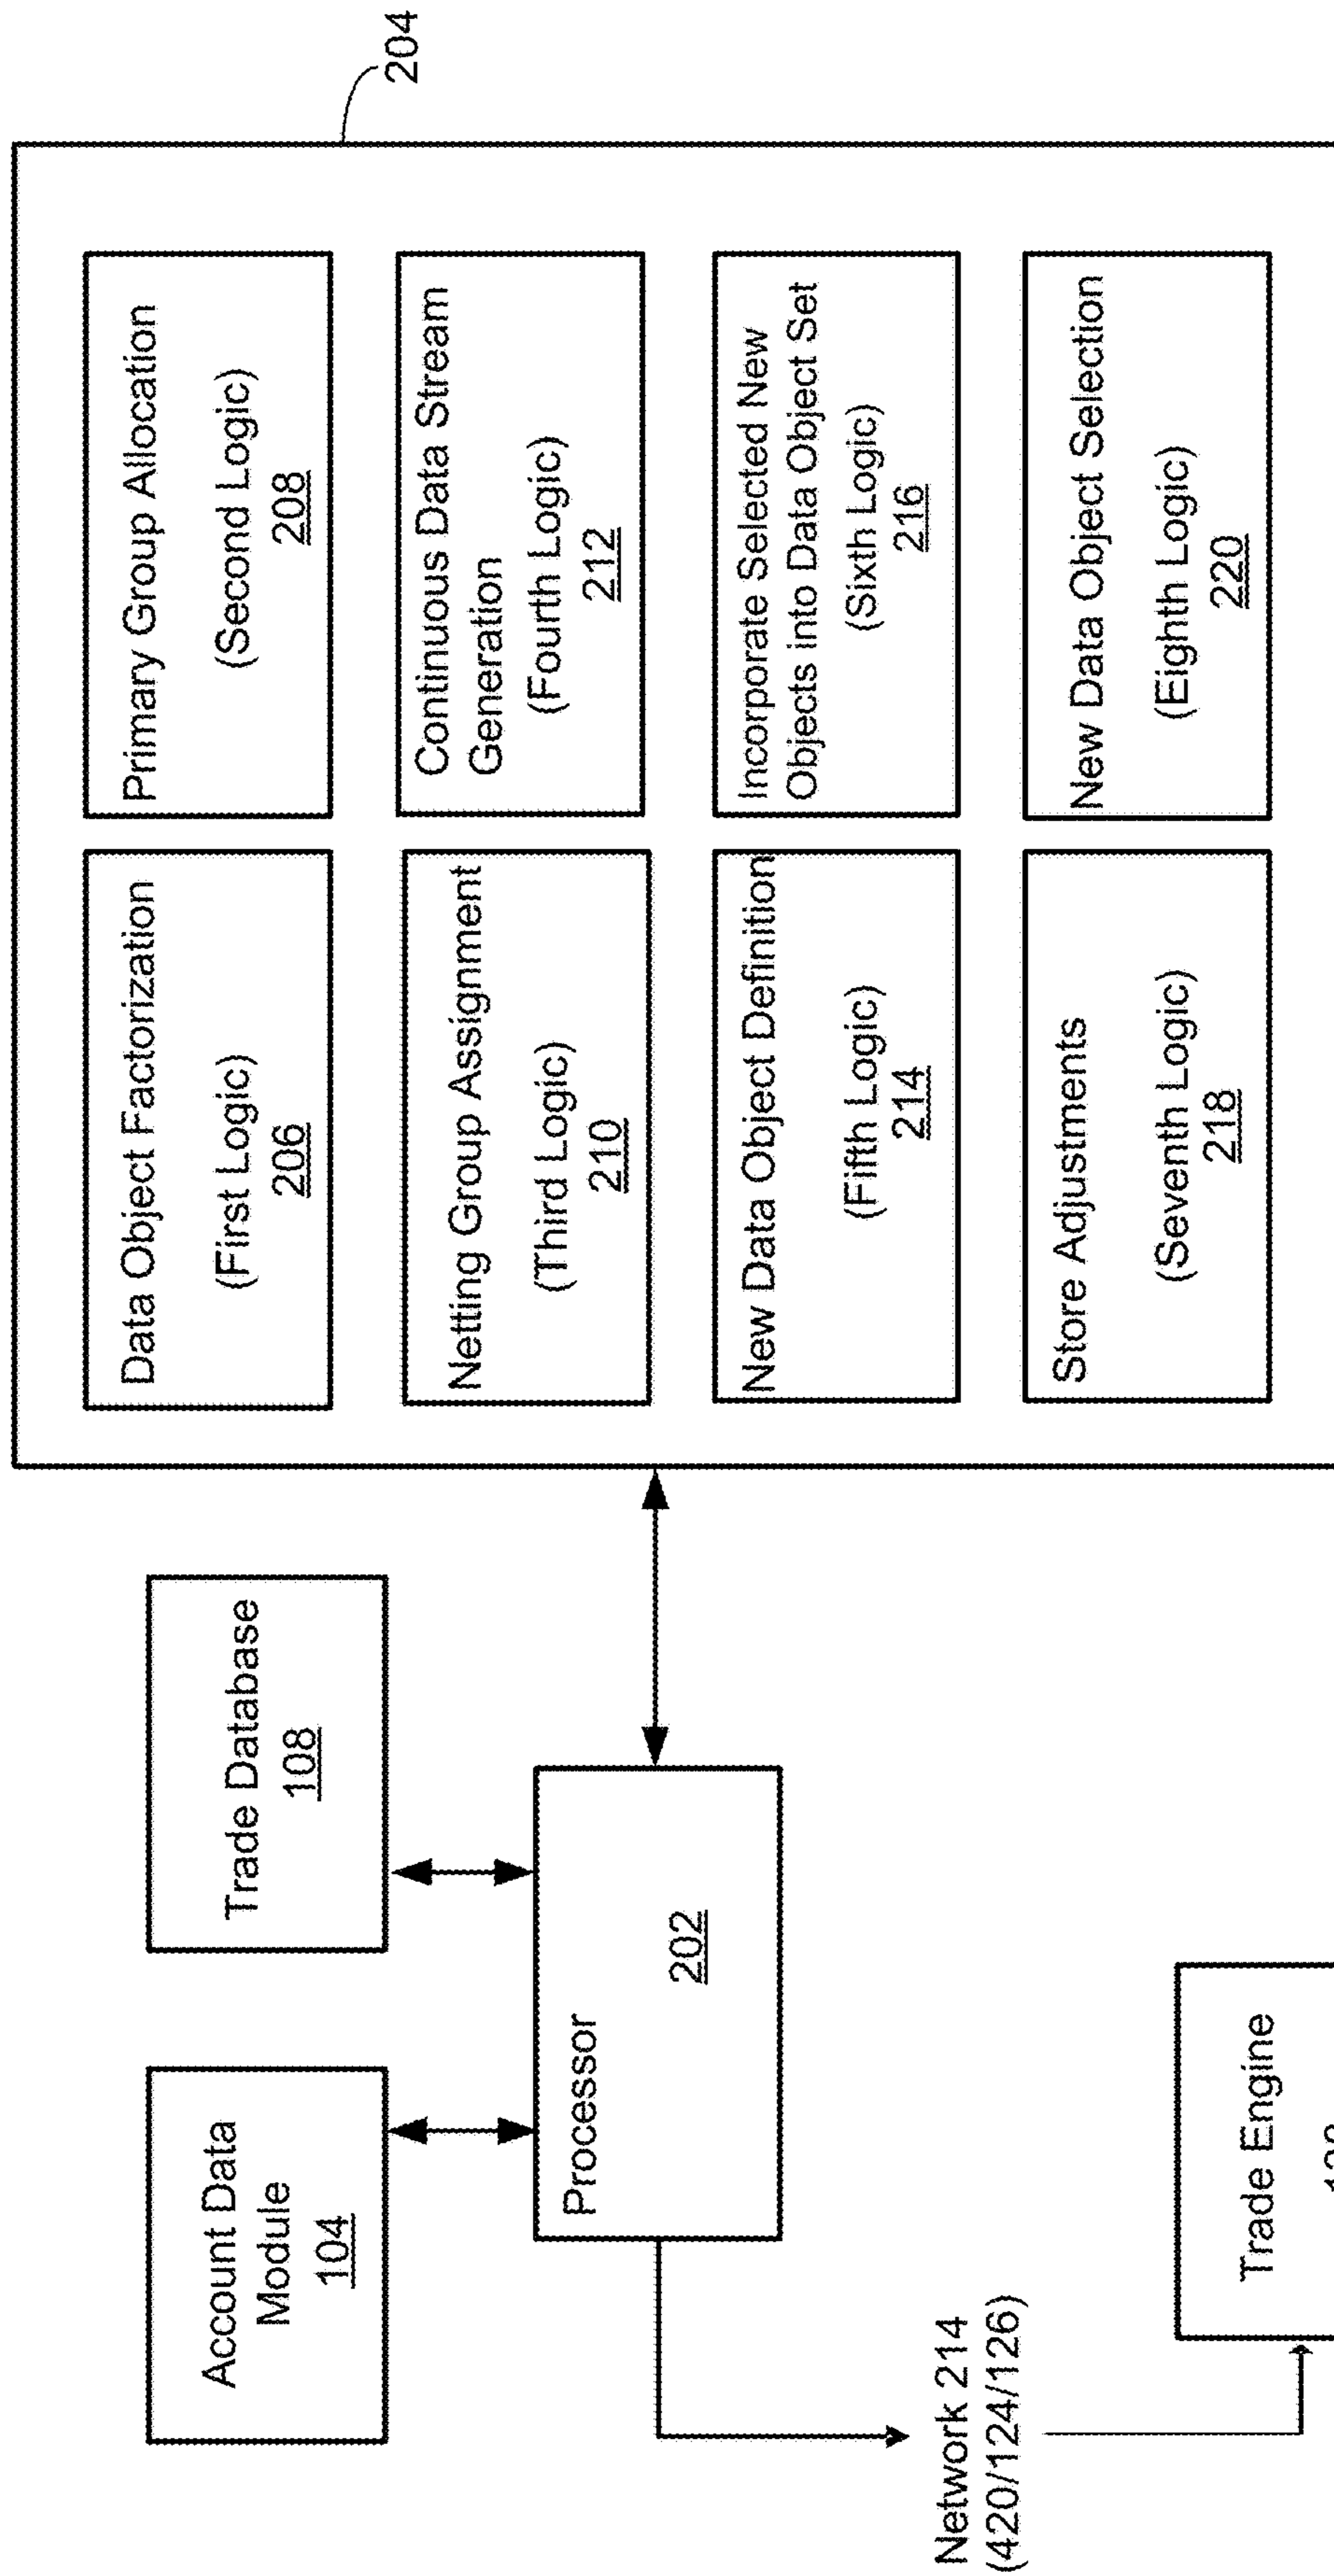 204
Data Object Factorization
(First Logic)
206
Primary Group Allocation
(Second Logic)
208
Netting Group Assignment
(Third Logic)
210
Continuous Data Stream
Generation
(Fourth Logic)
212
New Data Object Definition
(Fifth Logic)
214
Incorporate Selected New
Objects into Data Object Set
(Sixth Logic)
216
Store Adjustments
(Seventh Logic)
218
New Data Object Selection
(Eighth Logic)
220
Account Data
Module
104
Trade Database
108
Processor
202
Network 214
(420/124/126)
Trade Engine